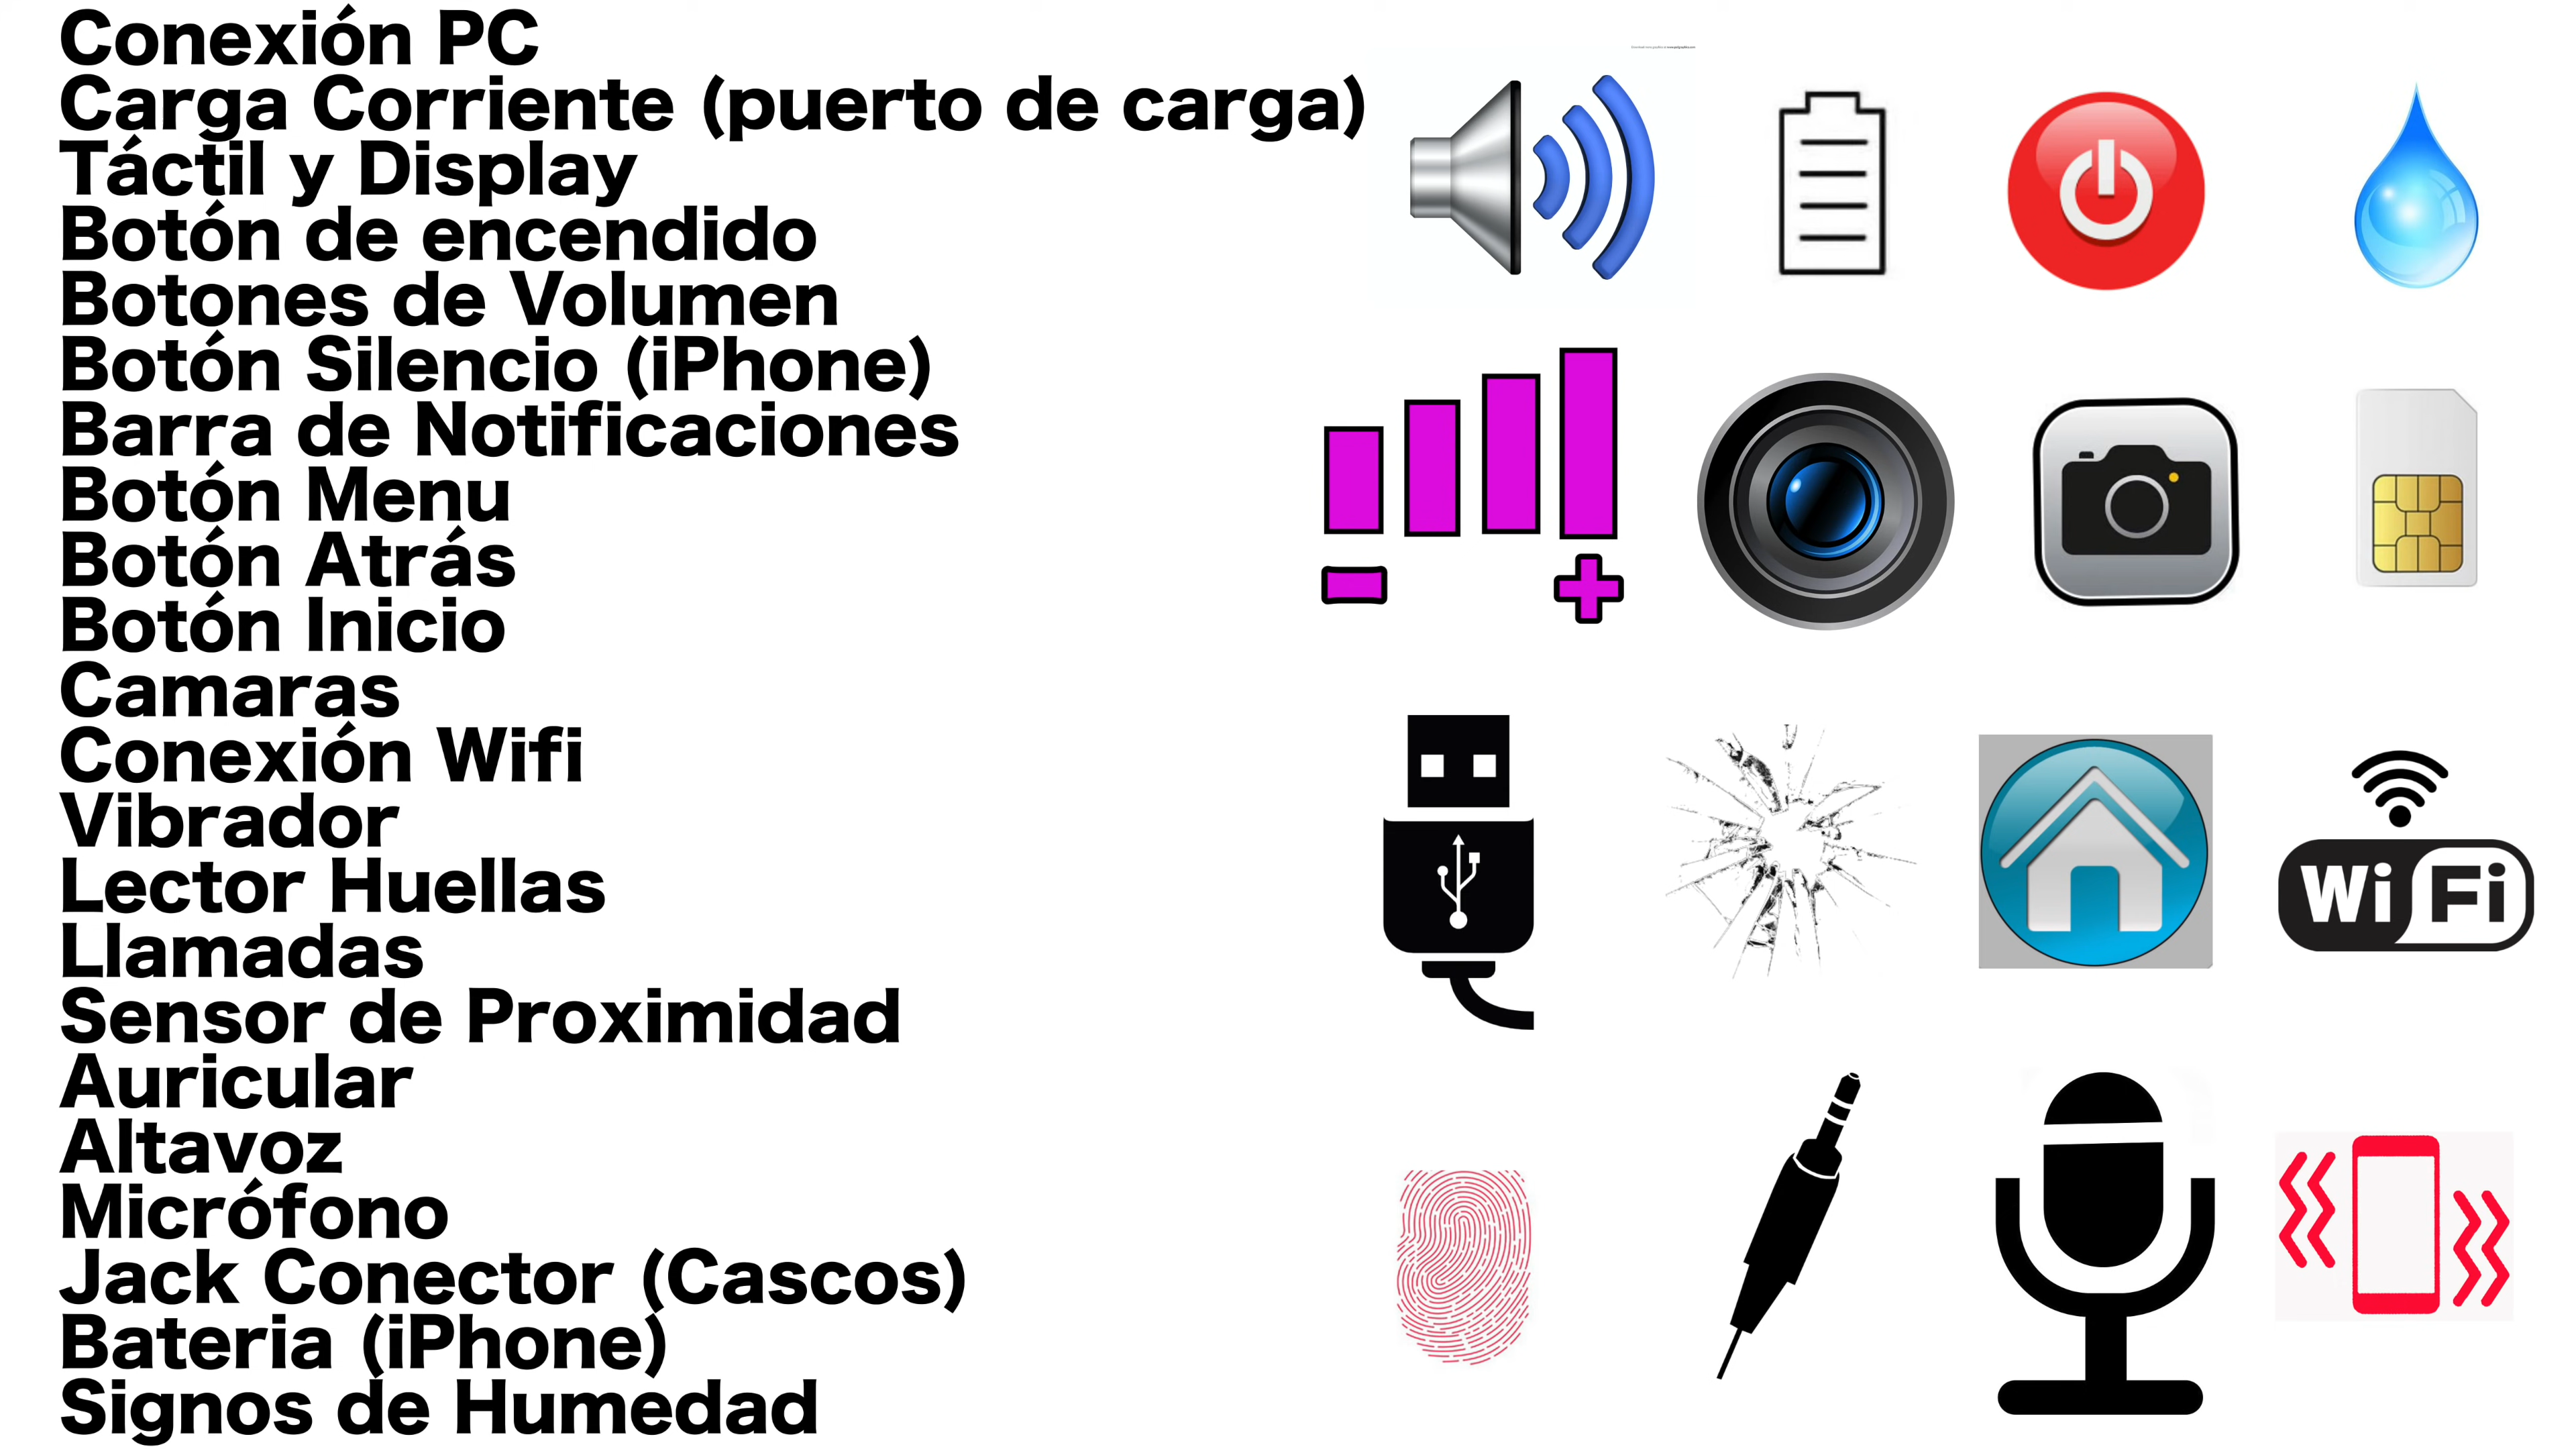 Conexión PC
Carga Corriente (puerto de carga)
Táctil y Display
Botón de encendido
Botones de Volumen
Botón Silencio (iPhone)
Barra de Notificaciones
Botón Menu
Botón Atrás
Botón Inicio
Camaras
Conexión Wifi
Vibrador
Lector Huellas
Llamadas
Sensor de Proximidad
Auricular
Altavoz
Micrófono
Jack Conector (Cascos)
Bateria (iPhone)
Signos de Humedad
Wi Fi